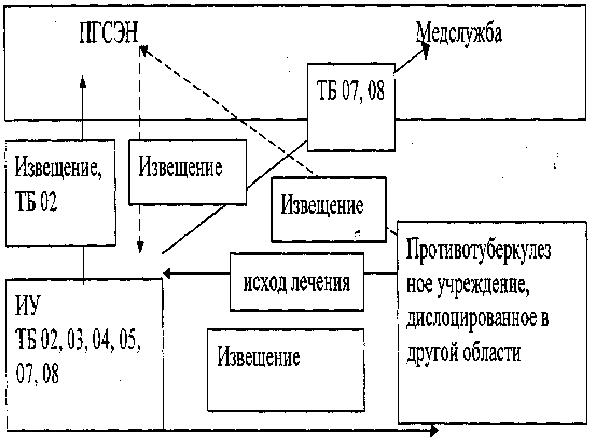 ПГСЭН
Медслужба
ТБ 07, 08
Извещение,
ТБ 02
Извещение
Извещение
Противотуберкулез
ное учреждение,
дислоцированное в
другой области
исход лечения
ИУ
ТБ 02, 03, 04, 05,
07, 08
Извещение